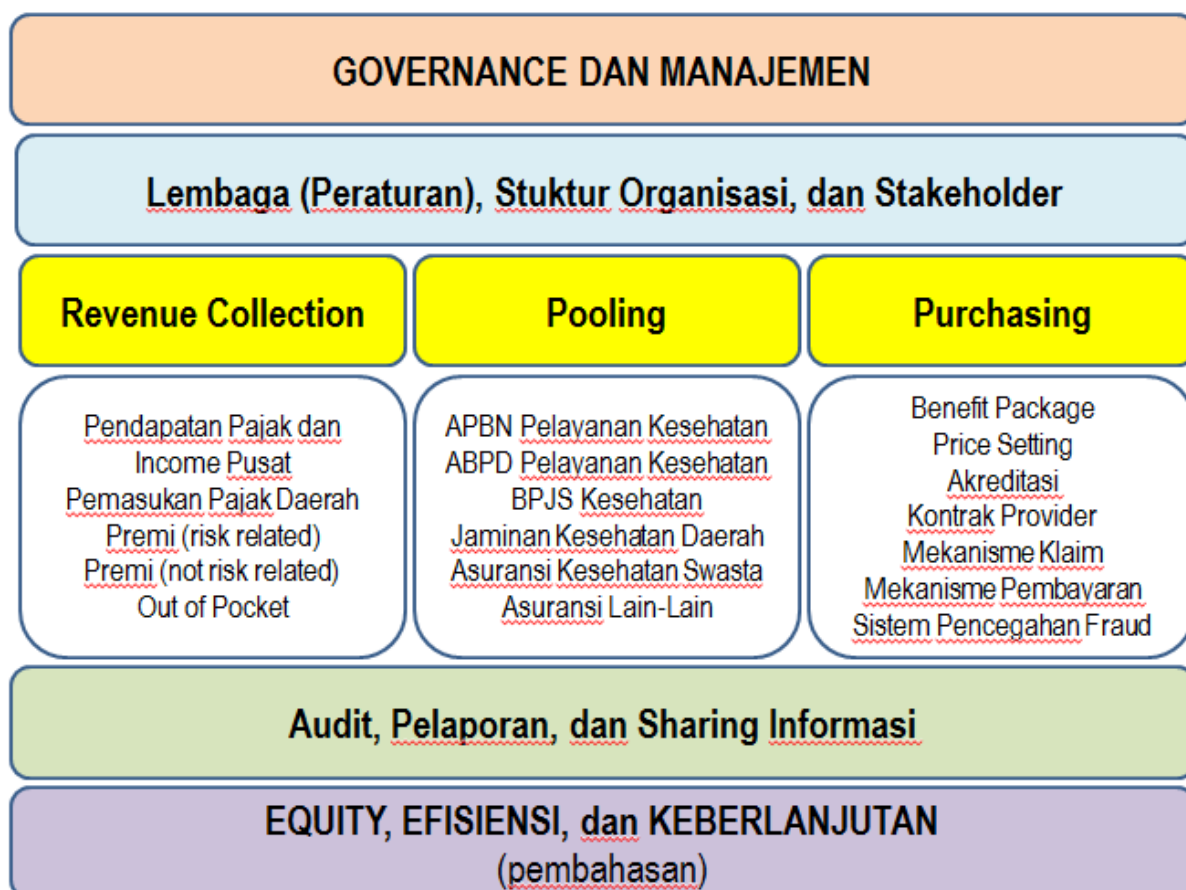 GOVERNANCE DAN MANAJEMEN
Lembaga (Peraturan), Stuktur Organisasi, dan Stakeholder
Revenue Collection
Pooling
Purchasing
Pendapatan Pajak dan
Income Pusat
Pemasukan Pajak Daerah
Premi (risk related)
Premi (not risk related)
Out of Pocket
APBN Pelayanan Kesehatan
ABPD Pelayanan Kesehatan
BPJS Kesehatan
Jaminan Kesehatan Daerah
Asuransi Kesehatan Swasta
Asuransi Lain-Lain
Benefit Package
Price Setting
Akreditasi
Kontrak Provider
Mekanisme Klaim
Mekanisme Pembayaran
Sistem Pencegahan Fraud
Audit, Pelaporan, dan Sharing Informasi
EQUITY, EFISIENSI, dan KEBERLANJUTAN
(pembahasan)